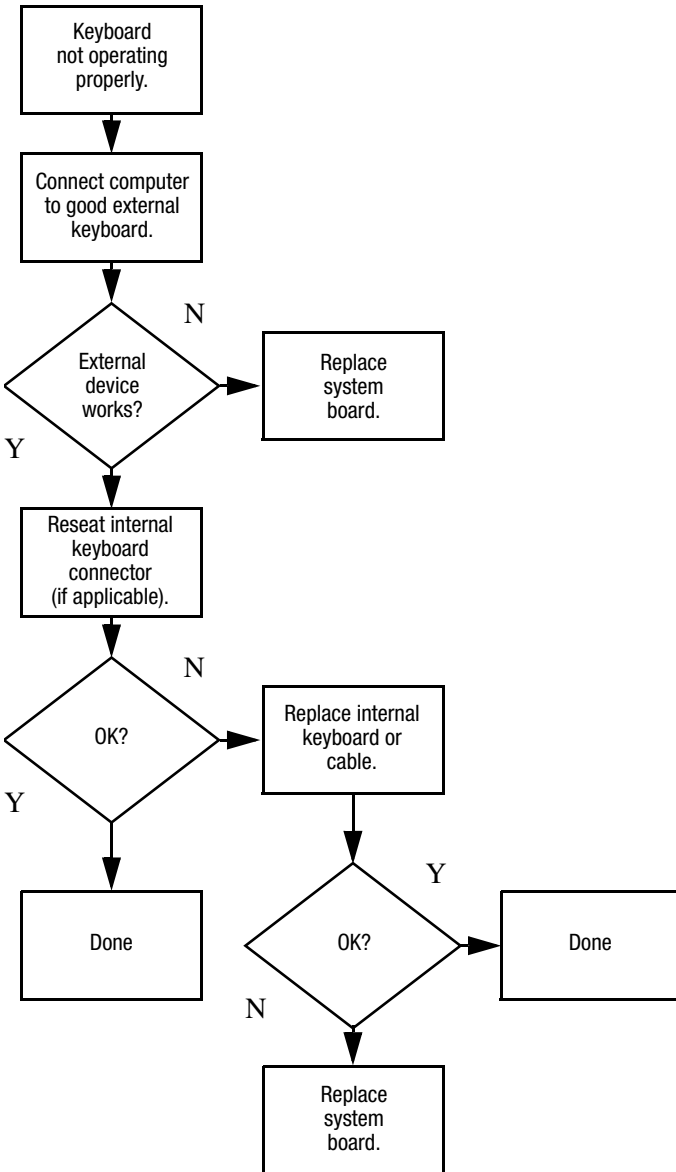 Keyboard
not operating
properly.
Connect computer
to good external
keyboard.
N
External
device
works?
Y
Replace
system
board.
Reseat internal
keyboard
connector
(if applicable).
N
OK?
Y
Replace internal
keyboard or
cable.
Y
Done
OK?
Done
N
Replace
system
board.